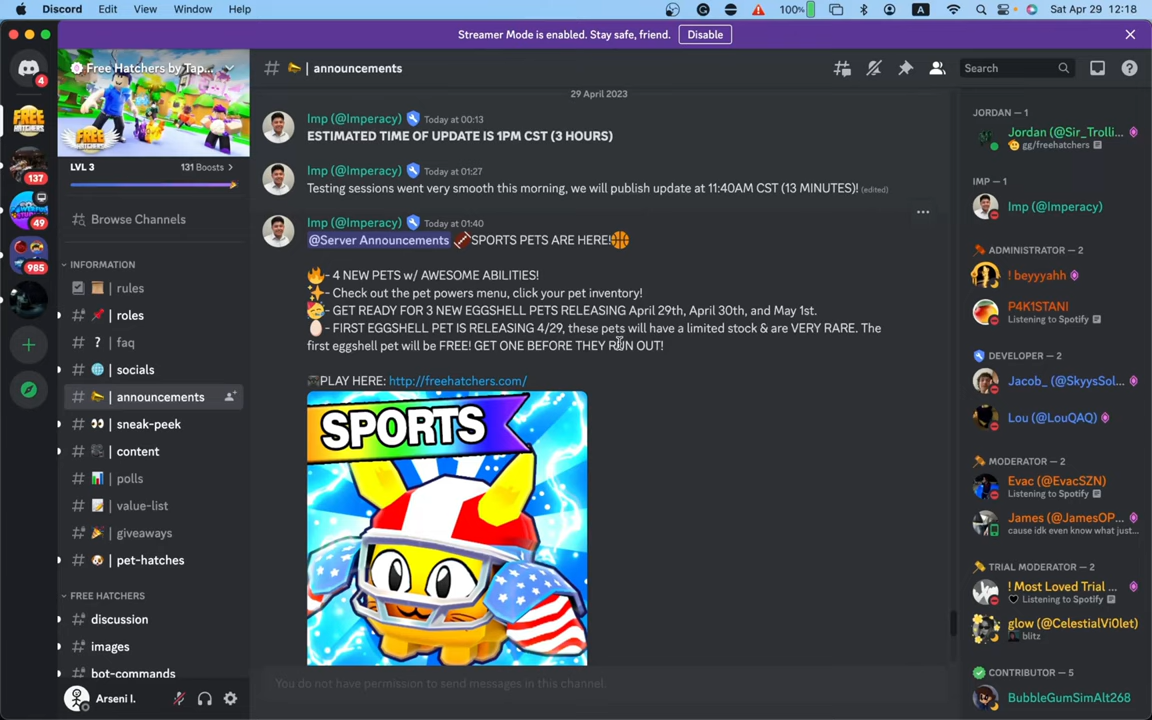 Discord Edit View Window Help 100% A Sat Apr 29 12:18
Streamer Mode is enabled. Stay safe, friend. Disable
4
137
49
985
Free Hatchers by Tap...
FREE HATCHERS
LVL 3 131 Boosts >
Browse Channels
INFORMATION
| rules
| roles
? | faq
| socials
| announcements
| sneak-peek
| content
| polls
| value-list
| giveaways
| pet-hatches
FREE HATCHERS
discussion
images
bot-commands
Arseni I.
| announcements
Search
29 April 2023
Imp (@Imperacy) Today at 00:13
ESTIMATED TIME OF UPDATE IS 1PM CST (3 HOURS)
Imp (@Imperacy) Today at 01:27
Testing sessions went very smooth this morning, we will publish update at 11:40AM CST (13 MINUTES)! (edited)
Imp (@Imperacy) Today at 01:40
@Server Announcements 🏈SPORTS PETS ARE HERE!🏀
🔥- 4 NEW PETS w/ AWESOME ABILITIES!
✨- Check out the pet powers menu, click your pet inventory!
🥳- GET READY FOR 3 NEW EGGSHELL PETS RELEASING April 29th, April 30th, and May 1st.
🥚- FIRST EGGSHELL PET IS RELEASING 4/29, these pets will have a limited stock & are VERY RARE. The
first eggshell pet will be FREE! GET ONE BEFORE THEY RUN OUT!
🎮PLAY HERE: http://freehatchers.com/
SPORTS
You do not have permission to send messages in this channel.
JORDAN — 1
Jordan (@Sir_Trolli...
gg/freehatchers
IMP — 1
Imp (@Imperacy)
ADMINISTRATOR — 2
! beyyyahh
P4K1STANI
Listening to Spotify
DEVELOPER — 2
Jacob_ (@SkyysSol...
Lou (@LouQAQ)
MODERATOR — 2
Evac (@EvacSZN)
Listening to Spotify
James (@JamesOP...
cause idk even know what just...
TRIAL MODERATOR — 2
! Most Loved Trial ...
Listening to Spotify
glow (@CelestialVi0let)
blitz
CONTRIBUTOR — 5
BubbleGumSimAlt268